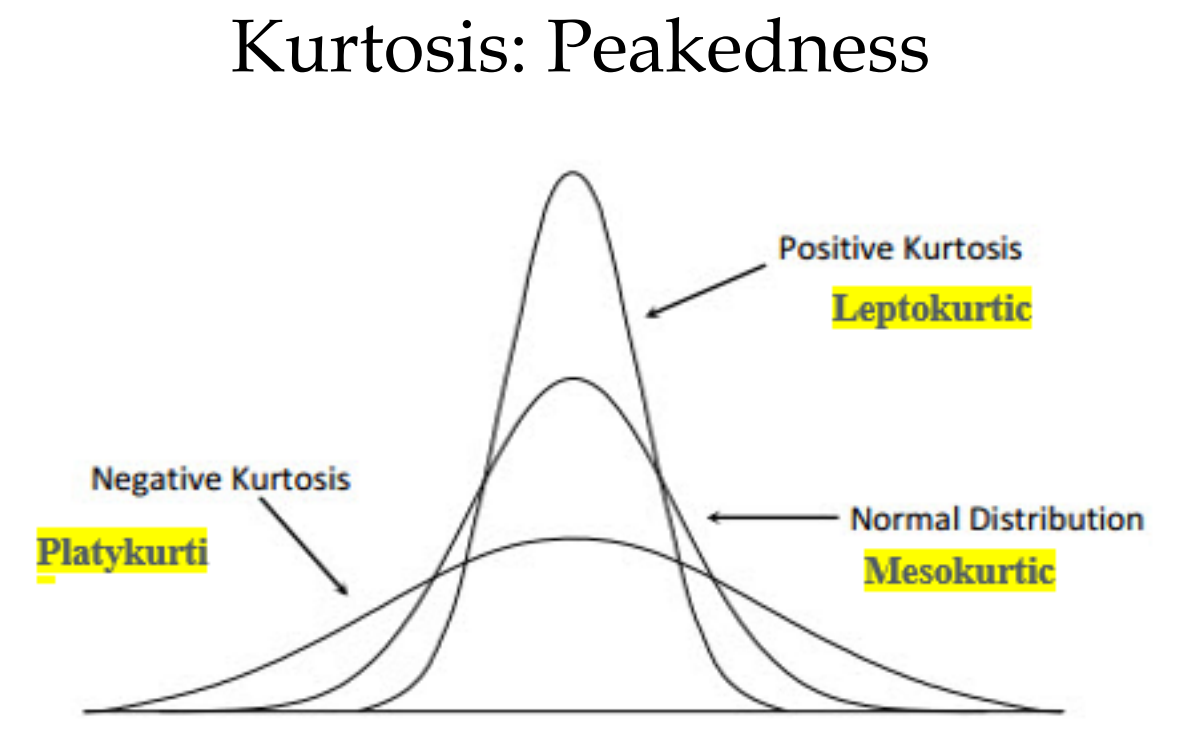 Kurtosis: Peakedness
Positive Kurtosis
Leptokurtic
Negative Kurtosis
Platykurti
Normal Distribution
Mesokurtic